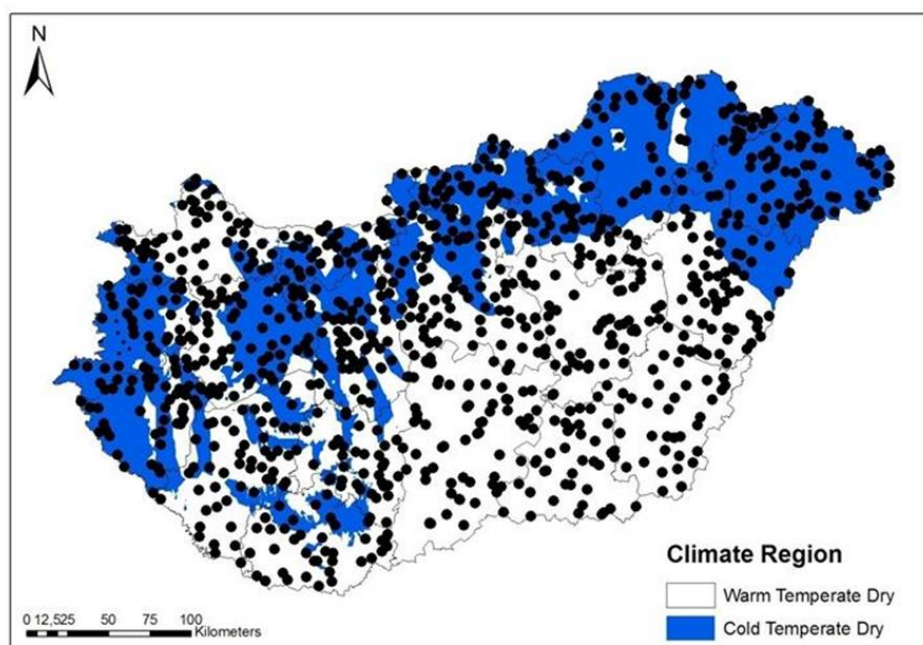 N
Climate Region
Warm Temperate Dry
Cold Temperate Dry
0 12,525 50 75 100
Kilometers